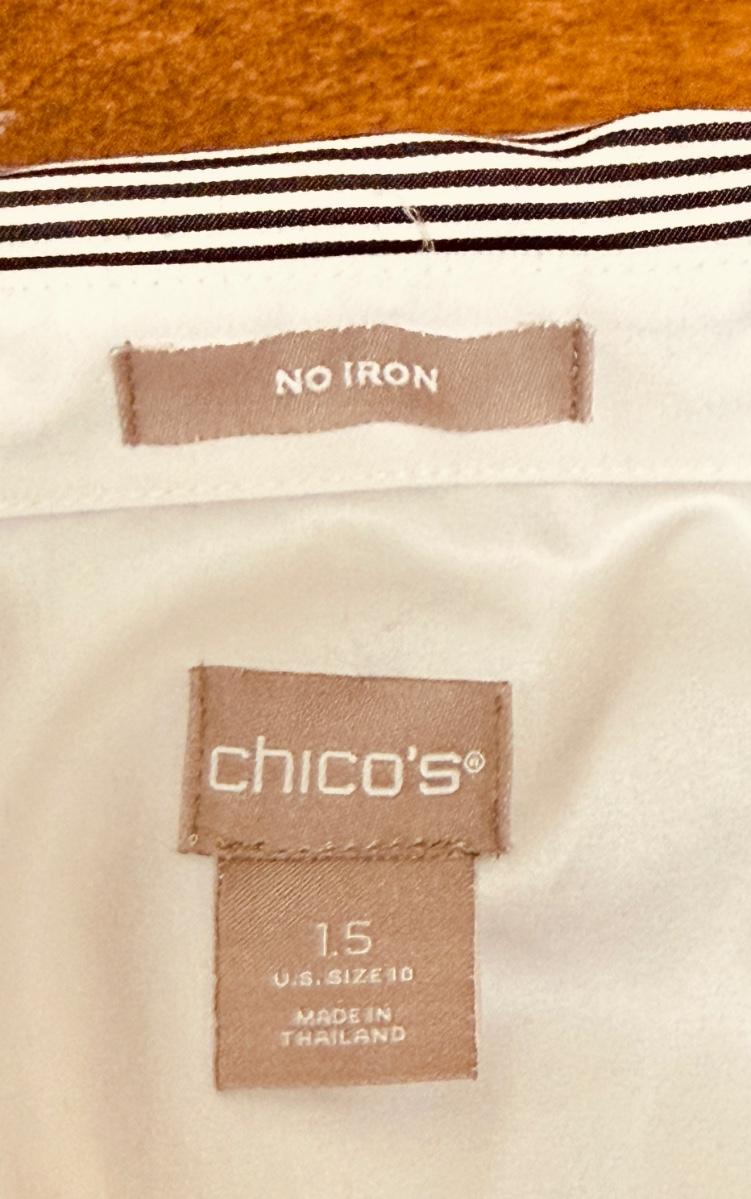 NO IRON
chico's®
1.5
U.S. SIZE 10
MADE IN
THAILAND